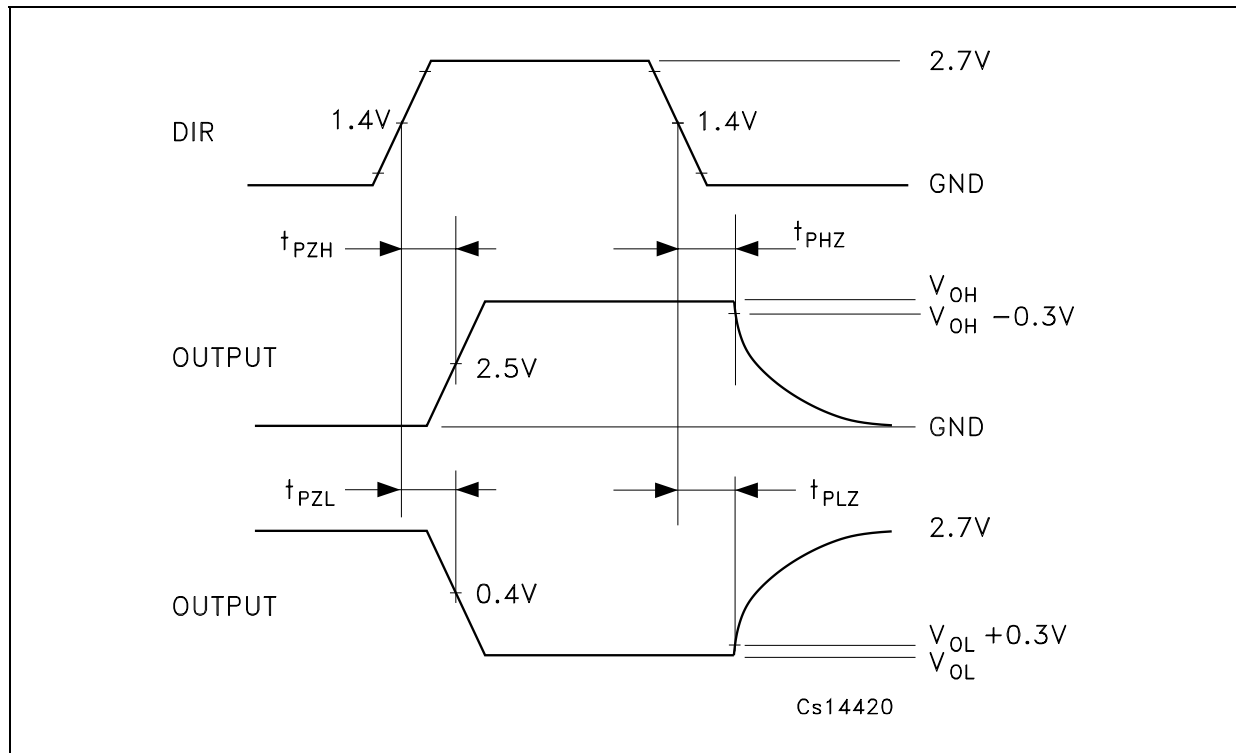 2.7V
DIR
1.4V
1.4V
GND
tPZH
tPHZ
VOH
VOH −0.3V
OUTPUT
2.5V
GND
tPZL
tPLZ
2.7V
OUTPUT
0.4V
VOL +0.3V
VOL
Cs14420